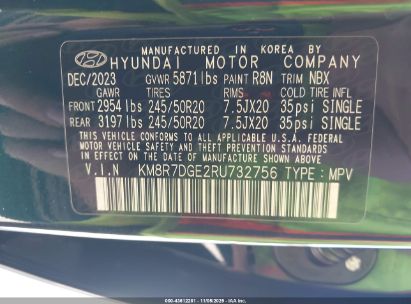 MANUFACTURED IN KOREA BY
HYUNDAI MOTOR COMPANY
DEC/2023 GVWR 5871lbs PAINT R8N TRIM NBX
GAWR TIRES RIMS COLD TIRE INFL
FRONT 2954 lbs 245/50R20 7.5JX20 35psi SINGLE
REAR 3197 lbs 245/50R20 7.5JX20 35psi SINGLE
THIS VEHICLE CONFORMS TO ALL APPLICABLE U.S
FEDERAL MOTOR VEHICLE SAFETY STANDARDS IN
EFFECT ON THE DATE OF MANUFACTURE SHOWN ABOVE.
V.I.N KM8R7DGE2RU732756 TYPE: MPV